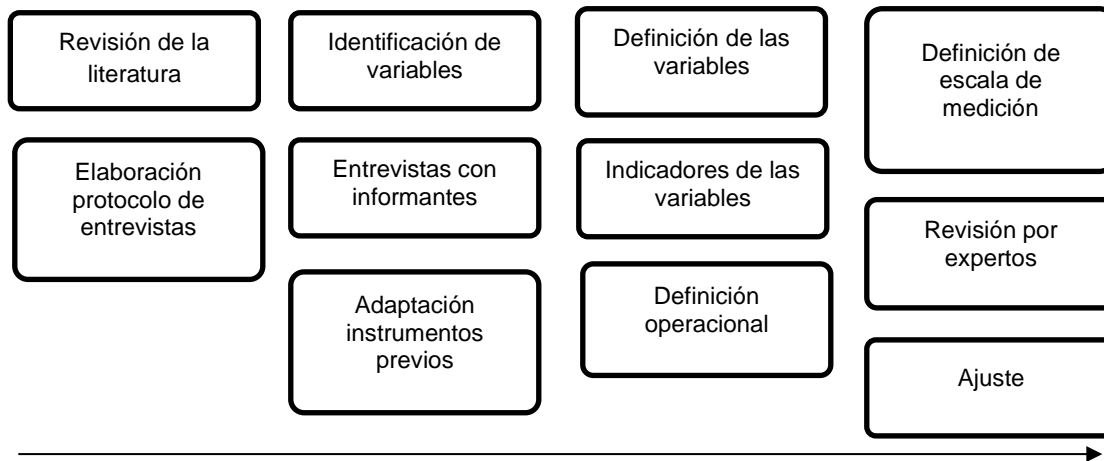 Revisión de la
literatura
Elaboración
protocolo de
entrevistas
Identificación de
variables
Entrevistas con
informantes
Adaptación
instrumentos
previos
Definición de las
variables
Indicadores de las
variables
Definición
operacional
Definición de
escala de
medición
Revisión por
expertos
Ajuste